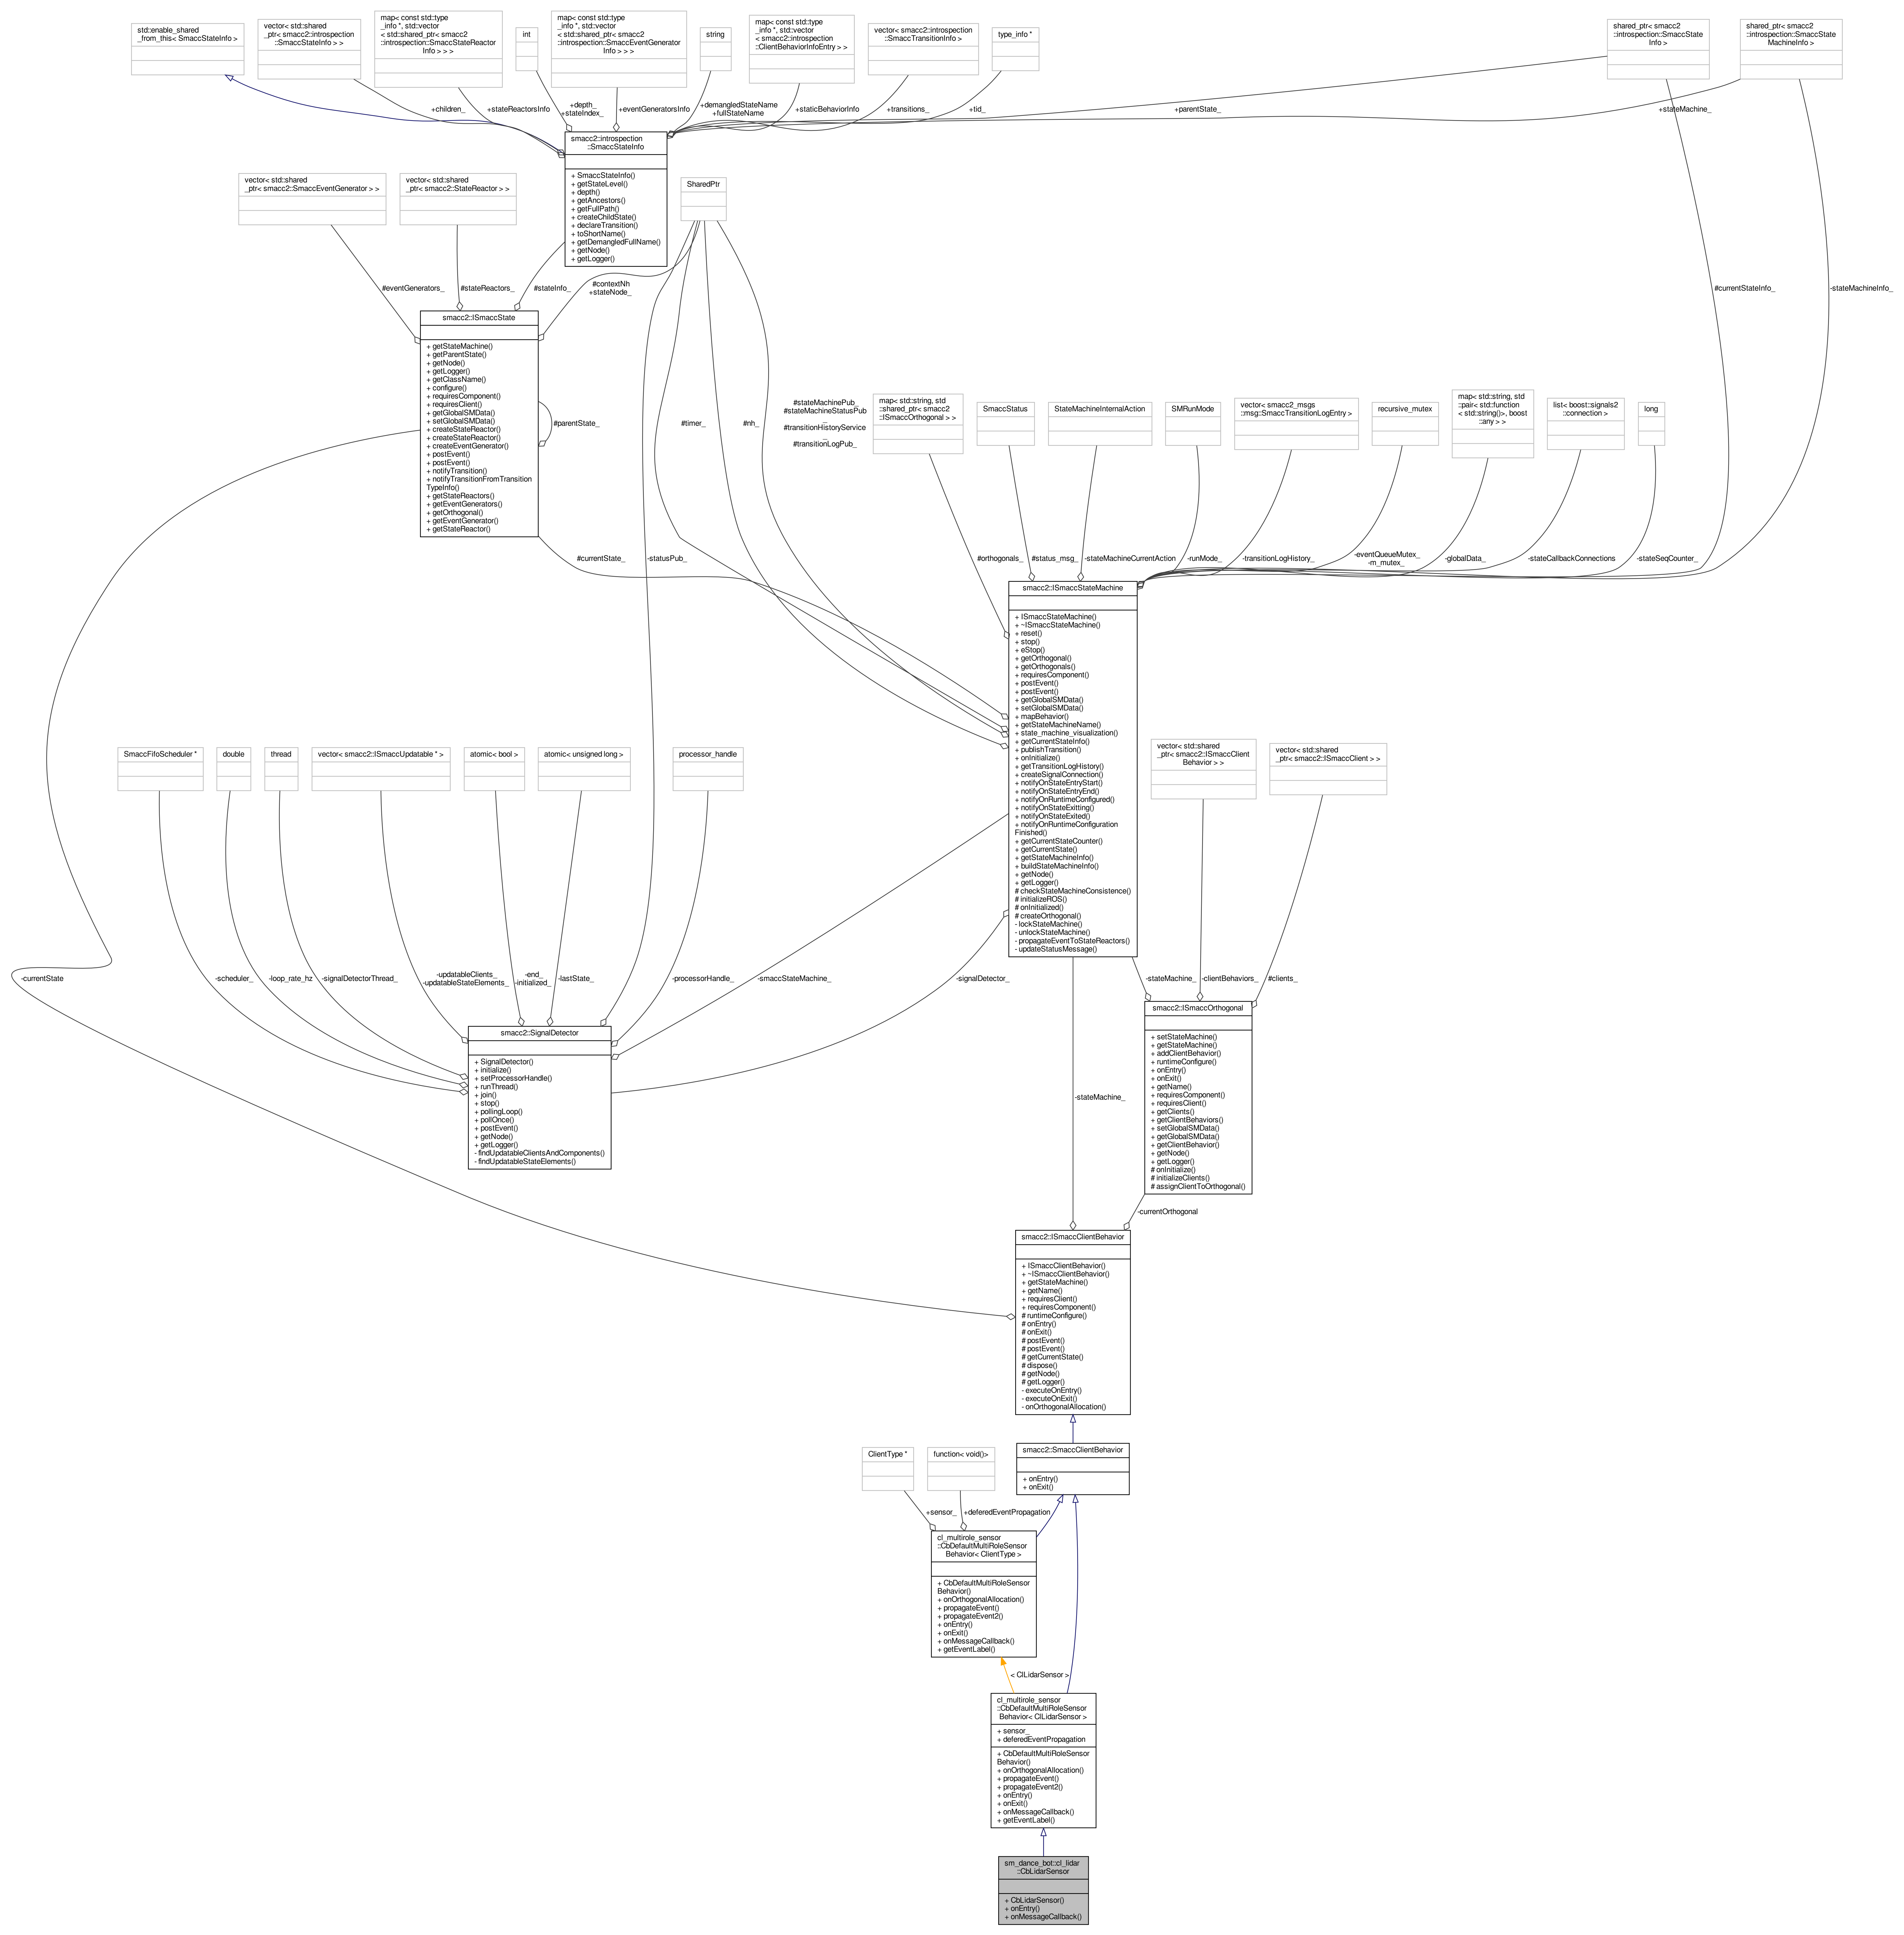 std::enable_shared
_from_this< SmaccStateInfo >
vector< std::shared
_ptr< smacc2::introspection
::SmaccStateInfo > >
map< const std::type
_info *, std::vector
< std::shared_ptr< smacc2
::introspection::SmaccStateReactor
Info > > >
int
map< const std::type
_info *, std::vector
< std::shared_ptr< smacc2
::introspection::SmaccEventGenerator
Info > > >
string
map< const std::type
_info *, std::vector
< smacc2::introspection
::ClientBehaviorInfoEntry > >
vector< smacc2::introspection
::SmaccTransitionInfo >
type_info *
shared_ptr< smacc2
::introspection::SmaccState
Info >
shared_ptr< smacc2
::introspection::SmaccState
MachineInfo >
+children_
+stateReactorsInfo
+depth_
+stateIndex_
+eventGeneratorsInfo
+demangledStateName
+fullStateName
+staticBehaviorInfo
+transitions_
+tid_
+parentState_
+stateMachine_
smacc2::introspection
::SmaccStateInfo
+ SmaccStateInfo()
+ getStateLevel()
+ depth()
+ getAncestors()
+ getFullPath()
+ createChildState()
+ declareTransition()
+ toShortName()
+ getDemangledFullName()
+ getNode()
+ getLogger()
vector< std::shared
_ptr< smacc2::SmaccEventGenerator > >
vector< std::shared
_ptr< smacc2::StateReactor > >
SharedPtr
#eventGenerators_
#stateReactors_
#stateInfo_
#contextNh
+stateNode_
#currentStateInfo_
-stateMachineInfo_
smacc2::ISmaccState
+ getStateMachine()
+ getParentState()
+ getNode()
+ getLogger()
+ getClassName()
+ configure()
+ requiresComponent()
+ requiresClient()
+ getGlobalSMData()
+ setGlobalSMData()
+ createStateReactor()
+ createStateReactor()
+ createEventGenerator()
+ postEvent()
+ postEvent()
+ notifyTransition()
+ notifyTransitionFromTransition
TypeInfo()
+ getStateReactors()
+ getEventGenerators()
+ getOrthogonal()
+ getEventGenerator()
+ getStateReactor()
#parentState_
#timer_
#nh_
#stateMachinePub_
#stateMachineStatusPub
_
#transitionHistoryService
_
#transitionLogPub_
map< std::string, std
::shared_ptr< smacc2
::ISmaccOrthogonal > >
SmaccStatus
StateMachineInternalAction
SMRunMode
vector< smacc2_msgs
::msg::SmaccTransitionLogEntry >
recursive_mutex
map< std::string, std
::pair< std::function
< std::string()>, boost
::any > >
list< boost::signals2
::connection >
long
#currentState_
-statusPub_
#orthogonals_
#status_msg_
-stateMachineCurrentAction
-runMode_
-transitionLogHistory_
-eventQueueMutex_
-m_mutex_
-globalData_
-stateCallbackConnections
-stateSeqCounter_
smacc2::ISmaccStateMachine
+ ISmaccStateMachine()
+ ~ISmaccStateMachine()
+ reset()
+ stop()
+ eStop()
+ getOrthogonal()
+ getOrthogonals()
+ requiresComponent()
+ postEvent()
+ postEvent()
+ getGlobalSMData()
+ setGlobalSMData()
+ mapBehavior()
+ getStateMachineName()
+ state_machine_visualization()
+ getCurrentStateInfo()
+ publishTransition()
+ onInitialize()
+ getTransitionLogHistory()
+ createSignalConnection()
+ notifyOnStateEntryStart()
+ notifyOnStateEntryEnd()
+ notifyOnRuntimeConfigured()
+ notifyOnStateExitting()
+ notifyOnStateExited()
+ notifyOnRuntimeConfiguration
Finished()
+ getCurrentStateCounter()
+ getCurrentState()
+ getStateMachineInfo()
+ buildStateMachineInfo()
+ getNode()
+ getLogger()
# checkStateMachineConsistence()
# initializeROS()
# onInitialized()
# createOrthogonal()
- lockStateMachine()
- unlockStateMachine()
- propagateEventToStateReactors()
- updateStatusMessage()
SmaccFifoScheduler *
double
thread
vector< smacc2::ISmaccUpdatable * >
atomic< bool >
atomic< unsigned long >
processor_handle
vector< std::shared
_ptr< smacc2::ISmaccClient
Behavior > >
vector< std::shared
_ptr< smacc2::ISmaccClient > >
-currentState
-scheduler_
-loop_rate_hz
-signalDetectorThread_
-updatableClients_
-updatableStateElements_
-end_
-initialized_
-lastState_
-processorHandle_
-smaccStateMachine_
-signalDetector_
-stateMachine_
-clientBehaviors_
#clients_
smacc2::SignalDetector
+ SignalDetector()
+ initialize()
+ setProcessorHandle()
+ runThread()
+ join()
+ stop()
+ pollingLoop()
+ pollOnce()
+ postEvent()
+ getNode()
+ getLogger()
- findUpdatableClientsAndComponents()
- findUpdatableStateElements()
smacc2::ISmaccOrthogonal
+ setStateMachine()
+ getStateMachine()
+ addClientBehavior()
+ runtimeConfigure()
+ onEntry()
+ onExit()
+ getName()
+ requiresComponent()
+ requiresClient()
+ getClients()
+ getClientBehaviors()
+ setGlobalSMData()
+ getGlobalSMData()
+ getClientBehavior()
+ getNode()
+ getLogger()
# onInitialize()
# initializeClients()
# assignClientToOrthogonal()
-stateMachine_
-currentOrthogonal
smacc2::ISmaccClientBehavior
+ ISmaccClientBehavior()
+ ~ISmaccClientBehavior()
+ getStateMachine()
+ getName()
+ requiresClient()
+ requiresComponent()
# runtimeConfigure()
# onEntry()
# onExit()
# postEvent()
# postEvent()
# getCurrentState()
# dispose()
# getNode()
# getLogger()
- executeOnEntry()
- executeOnExit()
- onOrthogonalAllocation()
ClientType *
function< void()>
smacc2::SmaccClientBehavior
+ onEntry()
+ onExit()
+sensor_
+deferedEventPropagation
cl_multirole_sensor
::CbDefaultMultiRoleSensor
Behavior< ClientType >
+ CbDefaultMultiRoleSensor
Behavior()
+ onOrthogonalAllocation()
+ propagateEvent()
+ propagateEvent2()
+ onEntry()
+ onExit()
+ onMessageCallback()
+ getEventLabel()
< ClLidarSensor >
cl_multirole_sensor
::CbDefaultMultiRoleSensor
Behavior< ClLidarSensor >
+ sensor_
+ deferedEventPropagation
+ CbDefaultMultiRoleSensor
Behavior()
+ onOrthogonalAllocation()
+ propagateEvent()
+ propagateEvent2()
+ onEntry()
+ onExit()
+ onMessageCallback()
+ getEventLabel()
sm_dance_bot::cl_lidar
::CbLidarSensor
+ CbLidarSensor()
+ onEntry()
+ onMessageCallback()